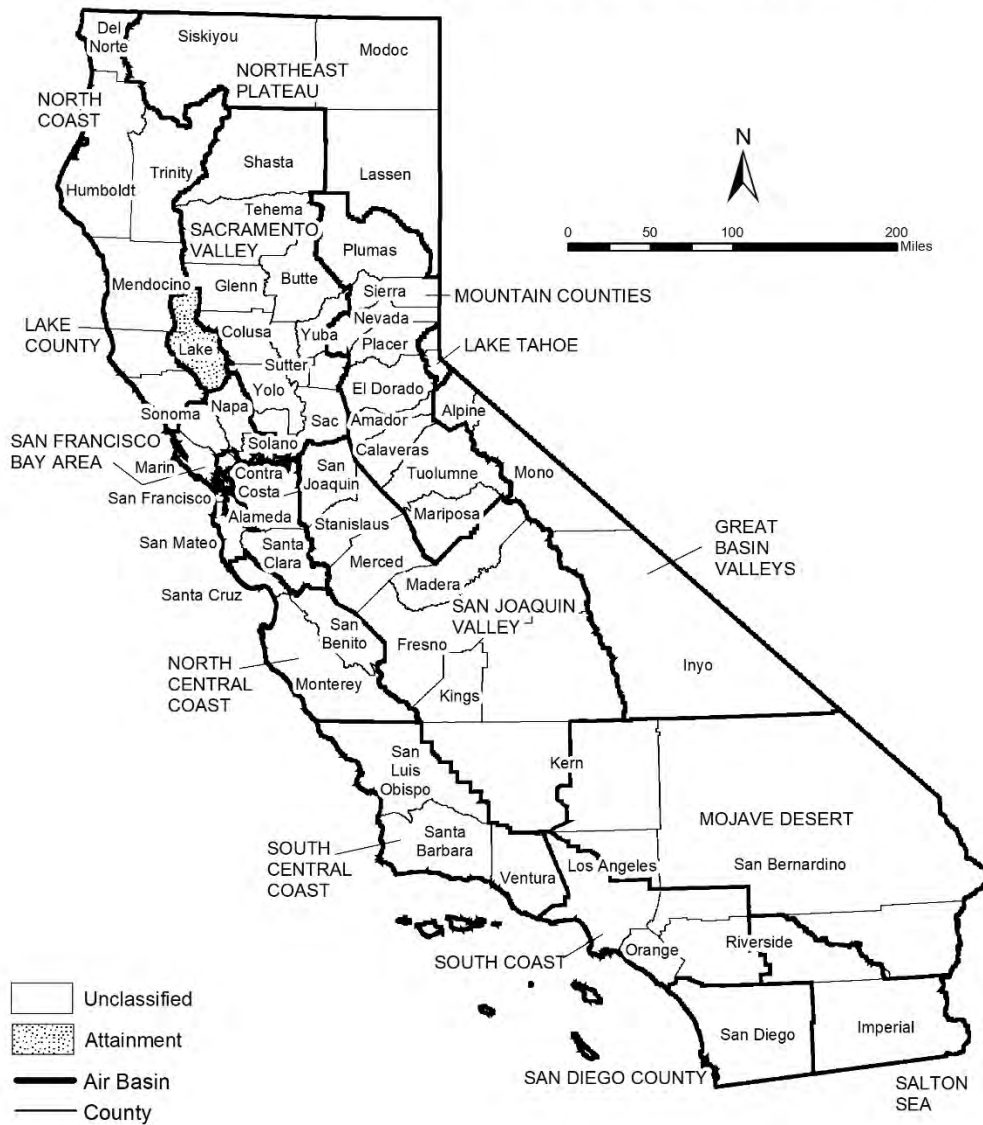 Del
Norte
Siskiyou
Modoc
NORTHEAST
PLATEAU
NORTH
COAST
N
Shasta
Trinity
Lassen
Humboldt
Tehema
SACRAMENTO
VALLEY
Plumas
0 50 100 200
Miles
Mendocino
Glenn
Butte
Sierra
MOUNTAIN COUNTIES
LAKE
COUNTY
Colusa
Yuba
Nevada
Placer
Lake
LAKE TAHOE
Sutter
Yolo
El Dorado
Napa
Sonoma
Sac
Amador
Alpine
SAN FRANCISCO
BAY AREA
Solano
Calaveras
Marin
Contra
Costa
San
Joaquin
Tuolumne
Mono
San Francisco
Alameda
Stanislaus
Mariposa
GREAT
BASIN
VALLEYS
San Mateo
Santa
Clara
Merced
Madera
Santa Cruz
SAN JOAQUIN
VALLEY
San
Benito
Fresno
NORTH
CENTRAL
COAST
Monterey
Kings
Inyo
San
Luis
Obispo
Kern
MOJAVE DESERT
SOUTH
CENTRAL
COAST
Santa
Barbara
Ventura
Los Angeles
San Bernardino
Orange
Riverside
SOUTH COAST
Unclassified
Attainment
Air Basin
County
San Diego
Imperial
SAN DIEGO COUNTY
SALTON
SEA